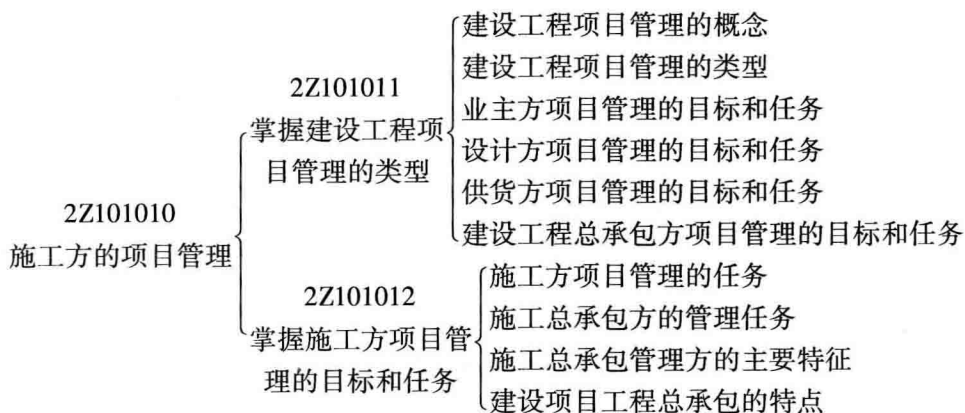 2Z101010
施工方的项目管理
2Z101011
掌握建设工程项
目管理的类型
建设工程项目管理的概念
建设工程项目管理的类型
业主方项目管理的目标和任务
设计方项目管理的目标和任务
供货方项目管理的目标和任务
建设工程总承包方项目管理的目标和任务
2Z101012
掌握施工方项目管
理的目标和任务
施工方项目管理的任务
施工总承包方的管理任务
施工总承包管理方的主要特征
建设项目工程总承包的特点